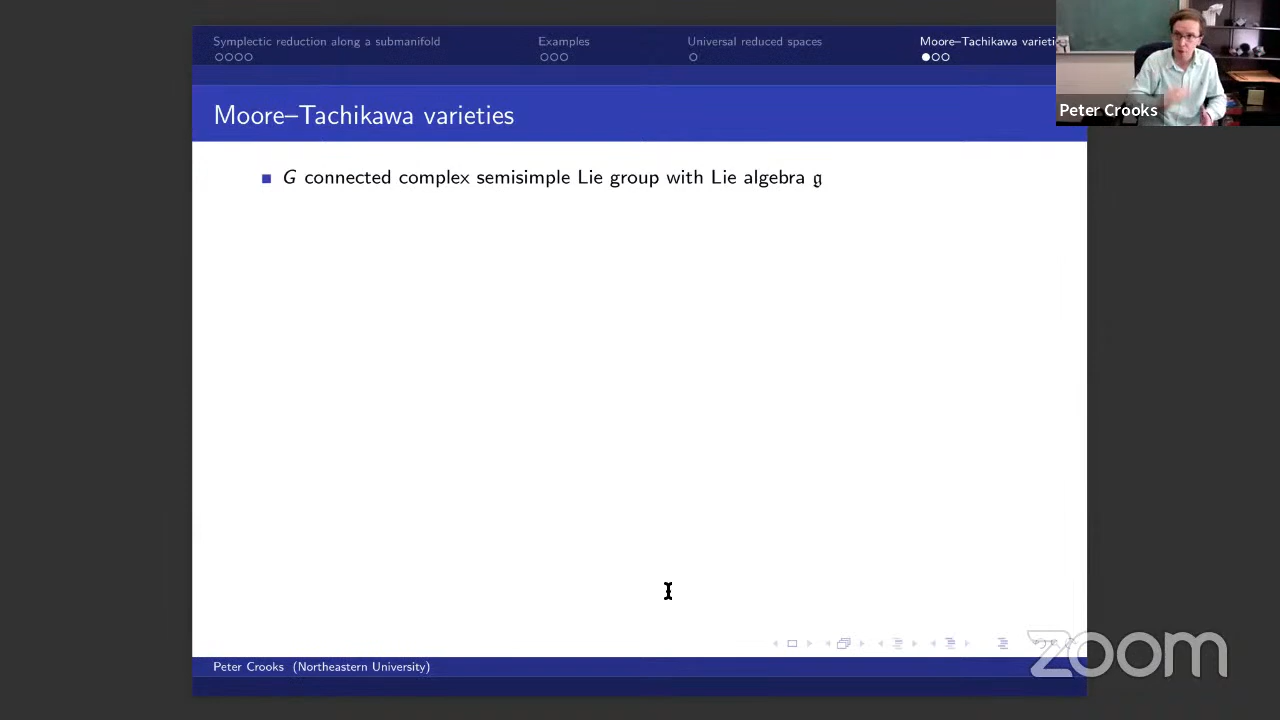 Symplectic reduction along a submanifold
Examples
Universal reduced spaces
Moore–Tachikawa varieti
Moore–Tachikawa varieties
Peter Crooks
G connected complex semisimple Lie group with Lie algebra 𝔤
Peter Crooks (Northeastern University)
zoom